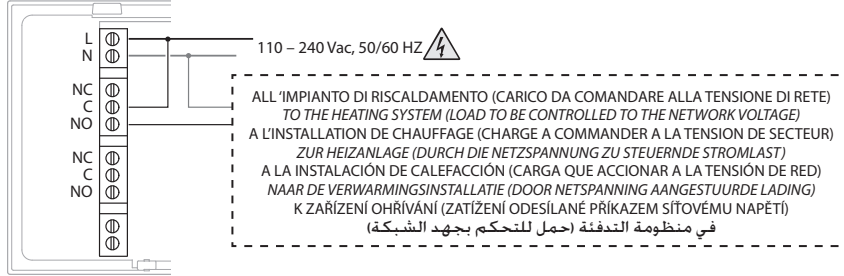 L
N
110 – 240 Vac, 50/60 HZ
NC
C
NO
NC
C
NO
ALL'IMPIANTO DI RISCALDAMENTO (CARICO DA COMANDARE ALLA TENSIONE DI RETE)
TO THE HEATING SYSTEM (LOAD TO BE CONTROLLED TO THE NETWORK VOLTAGE)
A L'INSTALLATION DE CHAUFFAGE (CHARGE A COMMANDER A LA TENSION DE SECTEUR)
ZUR HEIZANLAGE (DURCH DIE NETZSPANNUNG ZU STEUERNDE STROMLAST)
A LA INSTALACIÓN DE CALEFACCIÓN (CARGA QUE ACCIONAR A LA TENSIÓN DE RED)
NAAR DE VERWARMINGSINSTALLATIE (DOOR NETSPANNING AANGESTUURDE LADING)
K ZAŘÍZENÍ OHŘÍVÁNÍ (ZATÍŽENÍ ODESÍLANÉ PŘÍKAZEM SÍŤOVÉMU NAPĚTÍ)
في منظومة التدفئة (حمل للتحكم بجهد الشبكة)